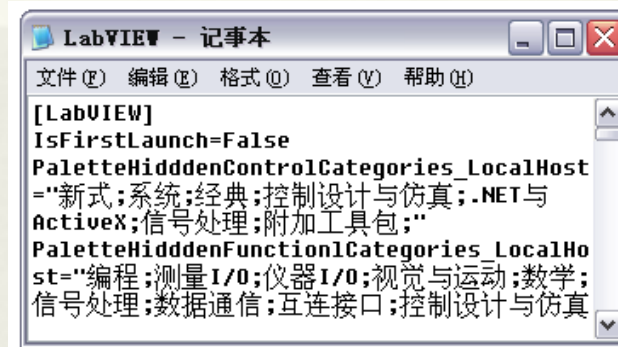 LabVIEW - 记事本
文件(F) 编辑(E) 格式(O) 查看(V) 帮助(H)
[LabVIEW]
IsFirstLaunch=False
PaletteHidddenControlCategories_LocalHost
="新式;系统;经典;控制设计与仿真;.NET与
ActiveX;信号处理;附加工具包;"
PaletteHidddenFunctionlCategories_LocalHo
st="编程;测量I/O;仪器I/O;视觉与运动;数学;
信号处理;数据通信;互连接口;控制设计与仿真